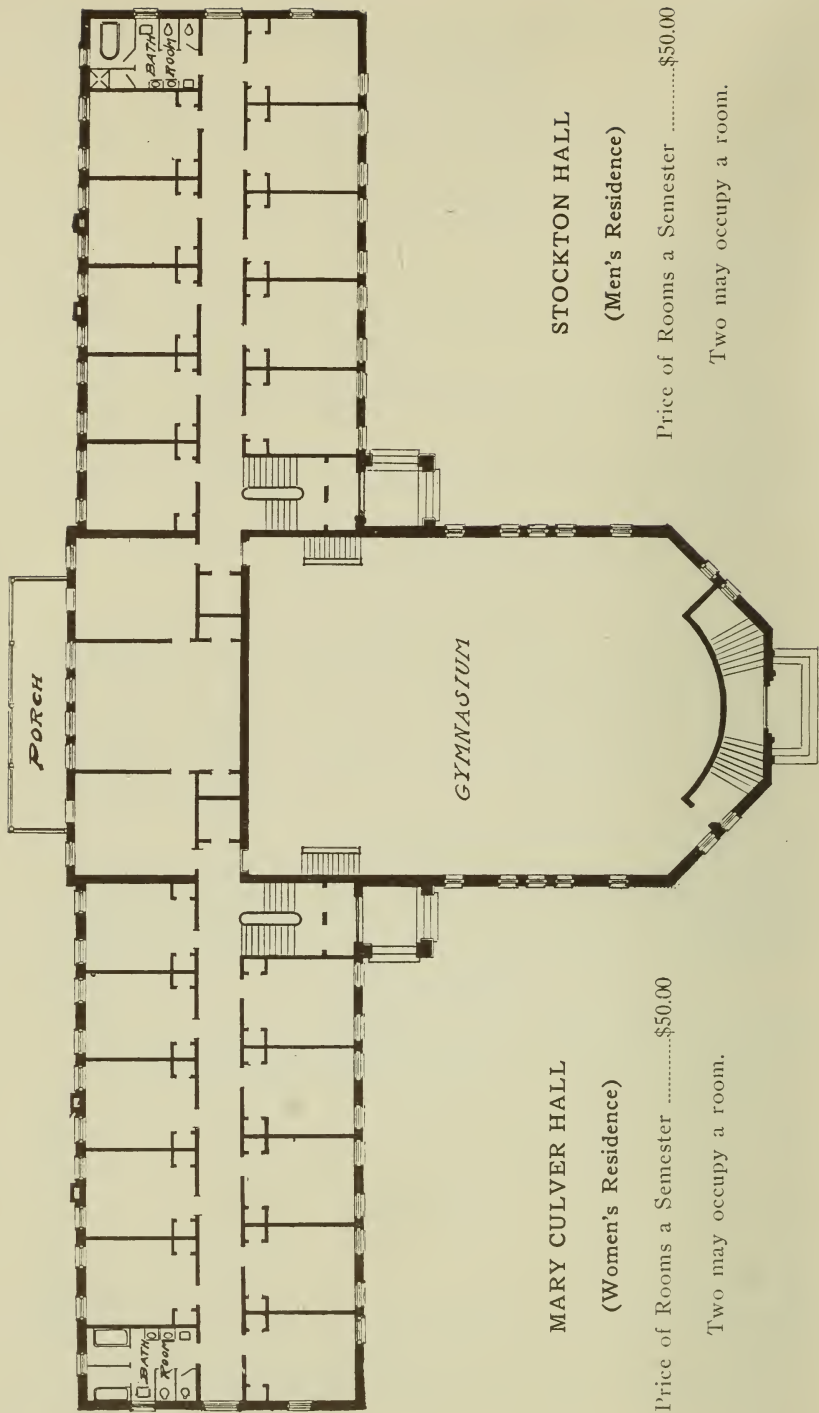 BATH
ROOM
PORCH
GYMNASIUM
BATH
ROOM
MARY CULVER HALL
(Women's Residence)
Price of Rooms a Semester ............$50.00
Two may occupy a room.
STOCKTON HALL
(Men's Residence)
Price of Rooms a Semester ............$50.00
Two may occupy a room.